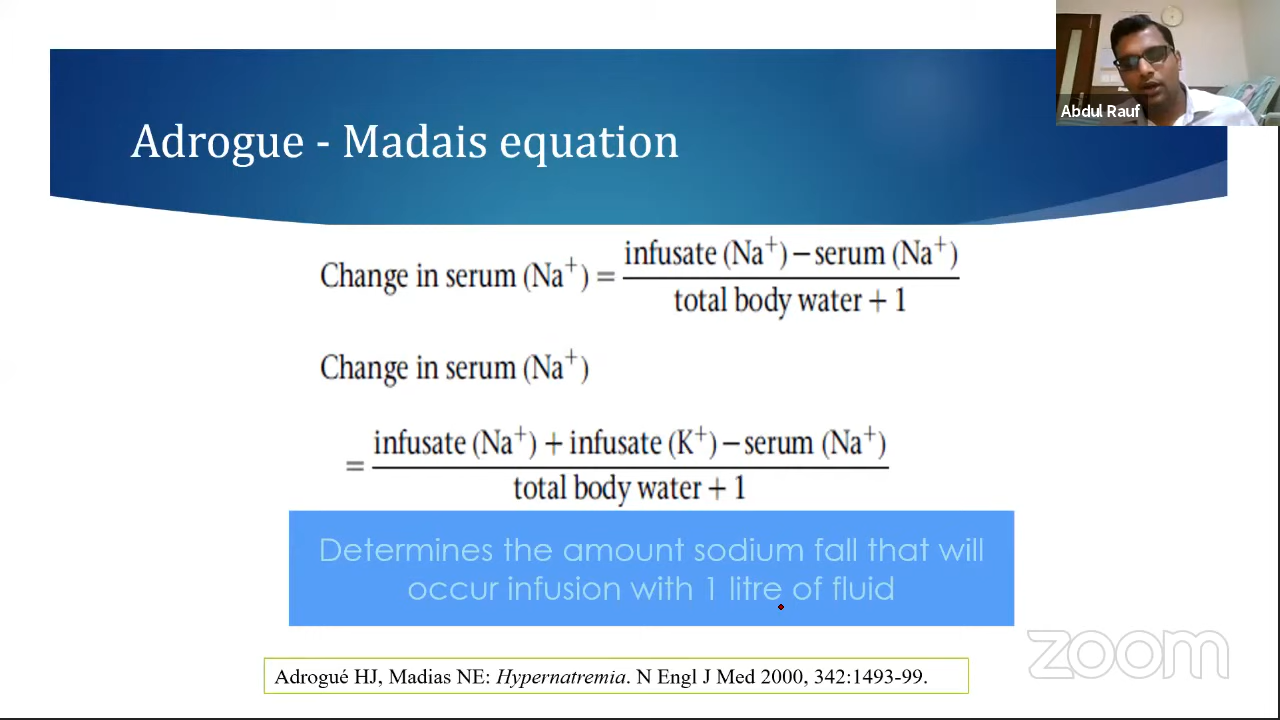 Abdul Rauf
Adrogue - Madais equation
Change in serum (Na⁺) = infusate (Na⁺) − serum (Na⁺)
total body water + 1
Change in serum (Na⁺)
= infusate (Na⁺) + infusate (K⁺) − serum (Na⁺)
total body water + 1
Determines the amount sodium fall that will
occur infusion with 1 litre of fluid
zoom
Adrogué HJ, Madias NE: Hypernatremia. N Engl J Med 2000, 342:1493-99.